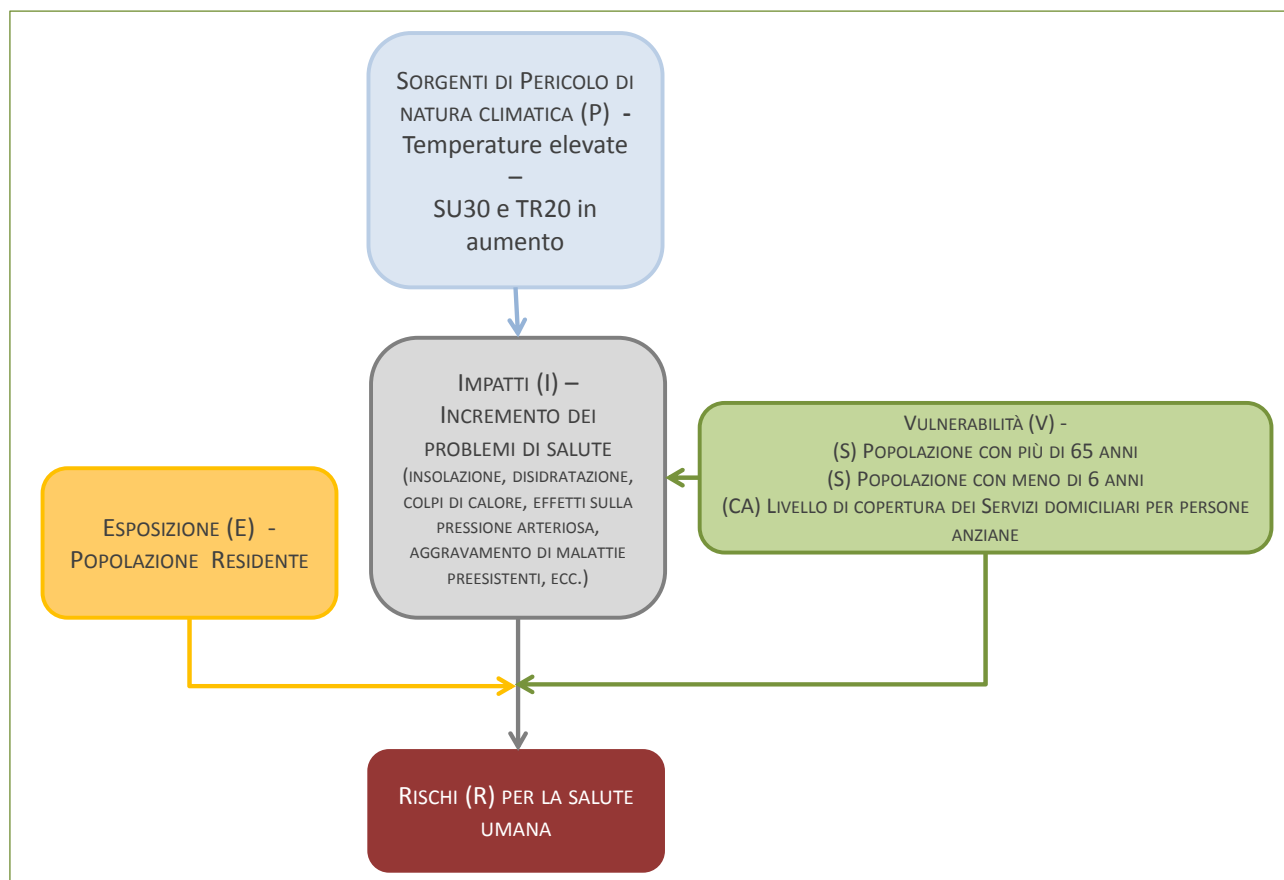 SORGENTI DI PERICOLO DI
NATURA CLIMATICA (P) -
Temperature elevate
–
SU30 e TR20 in
aumento
IMPATTI (I) –
INCREMENTO DEI
PROBLEMI DI SALUTE
(INSOLAZIONE, DISIDRATAZIONE,
COLPI DI CALORE, EFFETTI SULLA
PRESSIONE ARTERIOSA,
AGGRAVAMENTO DI MALATTIE
PREESISTENTI, ECC.)
VULNERABILITÀ (V) -
(S) POPOLAZIONE CON PIÙ DI 65 ANNI
(S) POPOLAZIONE CON MENO DI 6 ANNI
(CA) LIVELLO DI COPERTURA DEI SERVIZI DOMICILIARI PER PERSONE
ANZIANE
ESPOSIZIONE (E) -
POPOLAZIONE RESIDENTE
RISCHI (R) PER LA SALUTE
UMANA